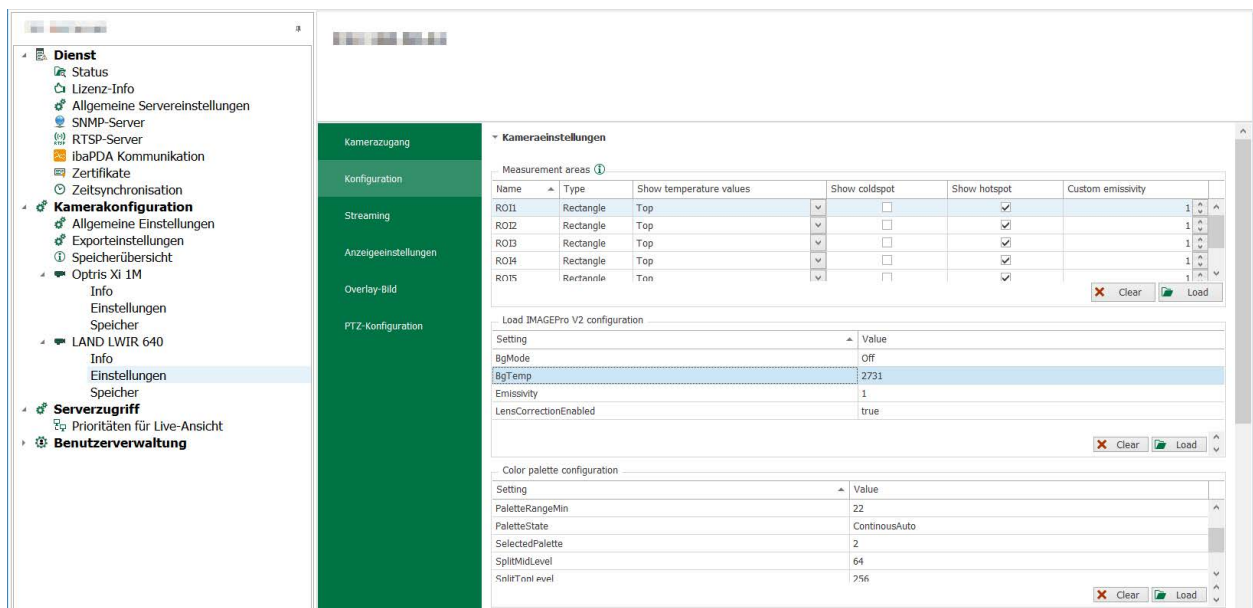 Dienst
Status
Lizenz-Info
Allgemeine Servereinstellungen
SNMP-Server
RTSP-Server
ibaPDA Kommunikation
Zertifikate
Zeitsynchronisation
Kamerakonfiguration
Allgemeine Einstellungen
Exporteinstellungen
Speicherübersicht
Optris Xi 1M
Info
Einstellungen
Speicher
LAND LWIR 640
Info
Einstellungen
Speicher
Serverzugriff
Prioritäten für Live-Ansicht
Benutzerverwaltung
Kamerazugang
Konfiguration
Streaming
Anzeigeeinstellungen
Overlay-Bild
PTZ-Konfiguration
Kameraeinstellungen
Measurement areas
Name Type Show temperature values Show coldspot Show hotspot Custom emissivity
ROI1 Rectangle Top 1
ROI2 Rectangle Top 1
ROI3 Rectangle Top 1
ROI4 Rectangle Top 1
ROI5 Rectangle Top 1
Clear Load
Load IMAGEPro V2 configuration
Setting Value
BgMode Off
BgTemp 2731
Emissivity 1
LensCorrectionEnabled true
Clear Load
Color palette configuration
Setting Value
PaletteRangeMin 22
PaletteState ContinousAuto
SelectedPalette 2
SplitMidLevel 64
SplitTopLevel 256
Clear Load